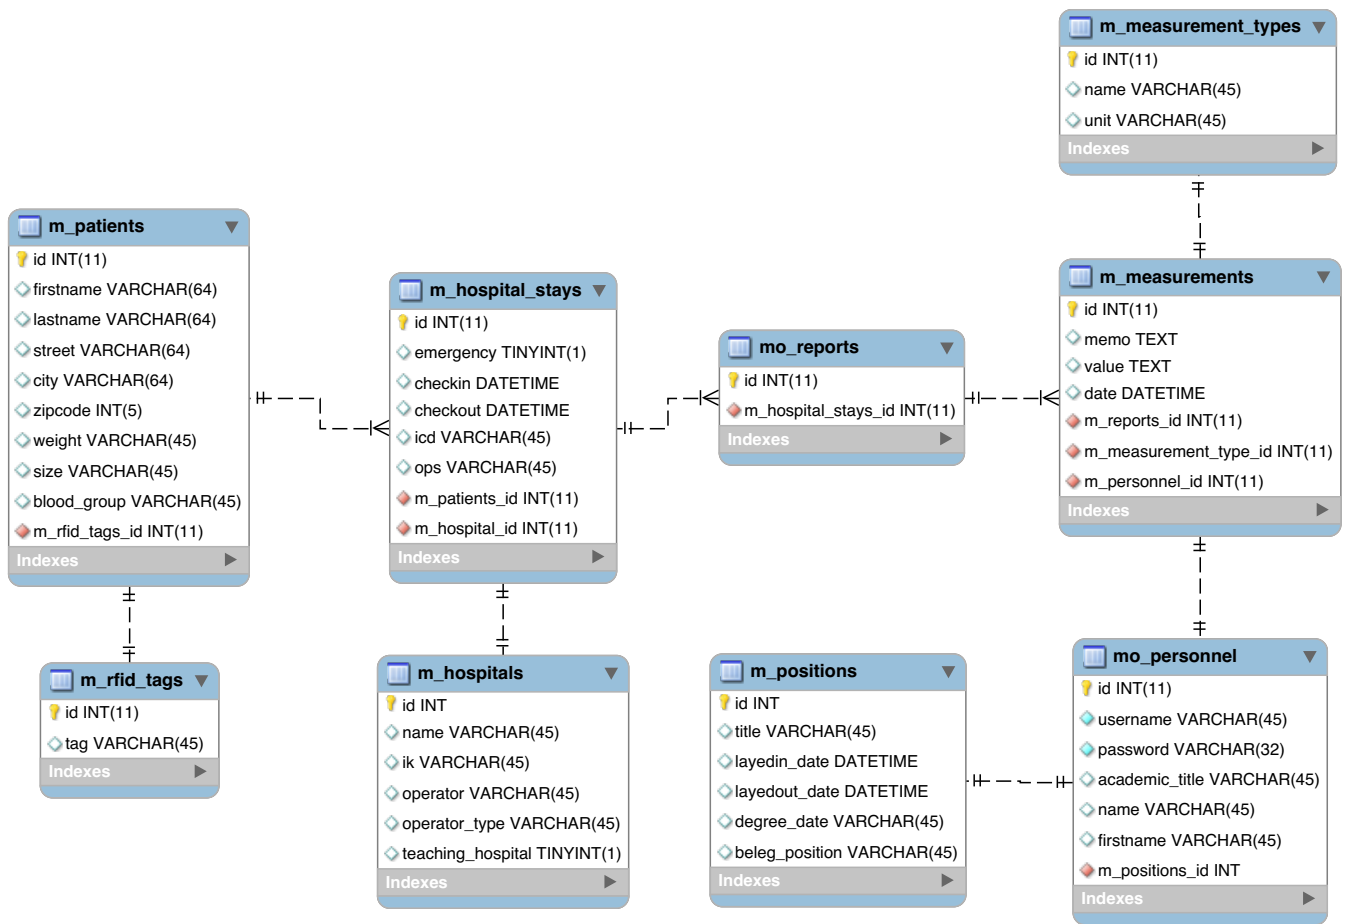 m_measurement_types
id INT(11)
name VARCHAR(45)
unit VARCHAR(45)
Indexes
m_patients
id INT(11)
firstname VARCHAR(64)
lastname VARCHAR(64)
street VARCHAR(64)
city VARCHAR(64)
zipcode INT(5)
weight VARCHAR(45)
size VARCHAR(45)
blood_group VARCHAR(45)
m_rfid_tags_id INT(11)
Indexes
m_hospital_stays
id INT(11)
emergency TINYINT(1)
checkin DATETIME
checkout DATETIME
icd VARCHAR(45)
ops VARCHAR(45)
m_patients_id INT(11)
m_hospital_id INT(11)
Indexes
mo_reports
id INT(11)
m_hospital_stays_id INT(11)
Indexes
m_measurements
id INT(11)
memo TEXT
value TEXT
date DATETIME
m_reports_id INT(11)
m_measurement_type_id INT(11)
m_personnel_id INT(11)
Indexes
m_rfid_tags
id INT(11)
tag VARCHAR(45)
Indexes
m_hospitals
id INT
name VARCHAR(45)
ik VARCHAR(45)
operator VARCHAR(45)
operator_type VARCHAR(45)
teaching_hospital TINYINT(1)
Indexes
m_positions
id INT
title VARCHAR(45)
layedin_date DATETIME
layedout_date DATETIME
degree_date VARCHAR(45)
beleg_position VARCHAR(45)
Indexes
mo_personnel
id INT(11)
username VARCHAR(45)
password VARCHAR(32)
academic_title VARCHAR(45)
name VARCHAR(45)
firstname VARCHAR(45)
m_positions_id INT
Indexes